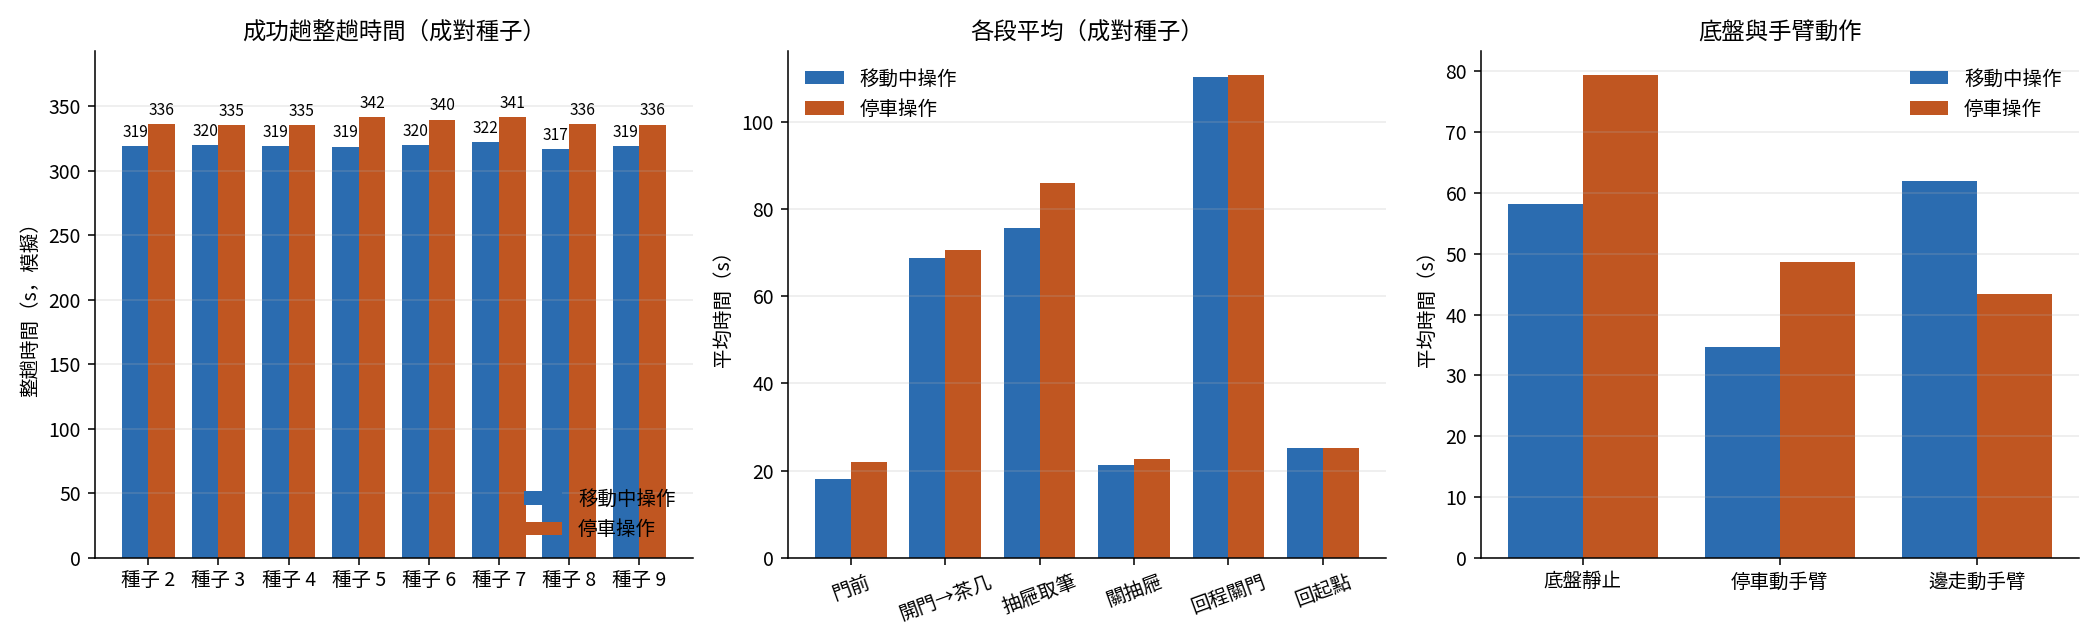 成功趟整趟時間（成對種子）
整趟時間（s，模擬）
350
300
250
200
150
100
50
0
319 336
320 335
319 335
319 342
320 340
322 341
317 336
319 336
移動中操作
停車操作
種子 2 種子 3 種子 4 種子 5 種子 6 種子 7 種子 8 種子 9
各段平均（成對種子）
移動中操作
停車操作
平均時間（s）
100
80
60
40
20
0
門前 開門→茶几 抽屜取筆 關抽屜 回程關門 回起點
底盤與手臂動作
移動中操作
停車操作
平均時間（s）
80
70
60
50
40
30
20
10
0
底盤靜止 停車動手臂 邊走動手臂